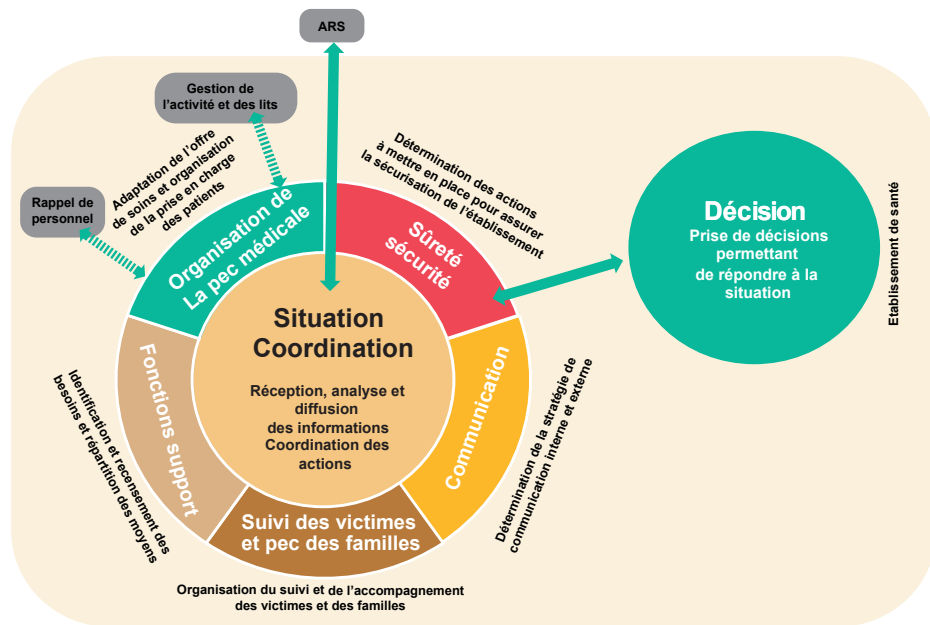 ARS
Gestion de
l'activité et des lits
Rappel de
personnel
Adaptation de l'offre
de soins et organisation
de la prise en charge
des patients
Organisation de
La pec médicale
Détermination des actions
à mettre en place pour assurer
la sécurisation de l'établissement
Sûreté
sécurité
Décision
Prise de décisions
permettant
de répondre à la
situation
Etablissement de santé
Situation
Coordination
Réception, analyse et
diffusion
des informations
Coordination des
actions
Fonctions support
Identification et recensement des
besoins et répartition des moyens
Communication
Détermination de la stratégie de
communication interne et externe
Suivi des victimes
et pec des familles
Organisation du suivi et de l'accompagnement
des victimes et des familles